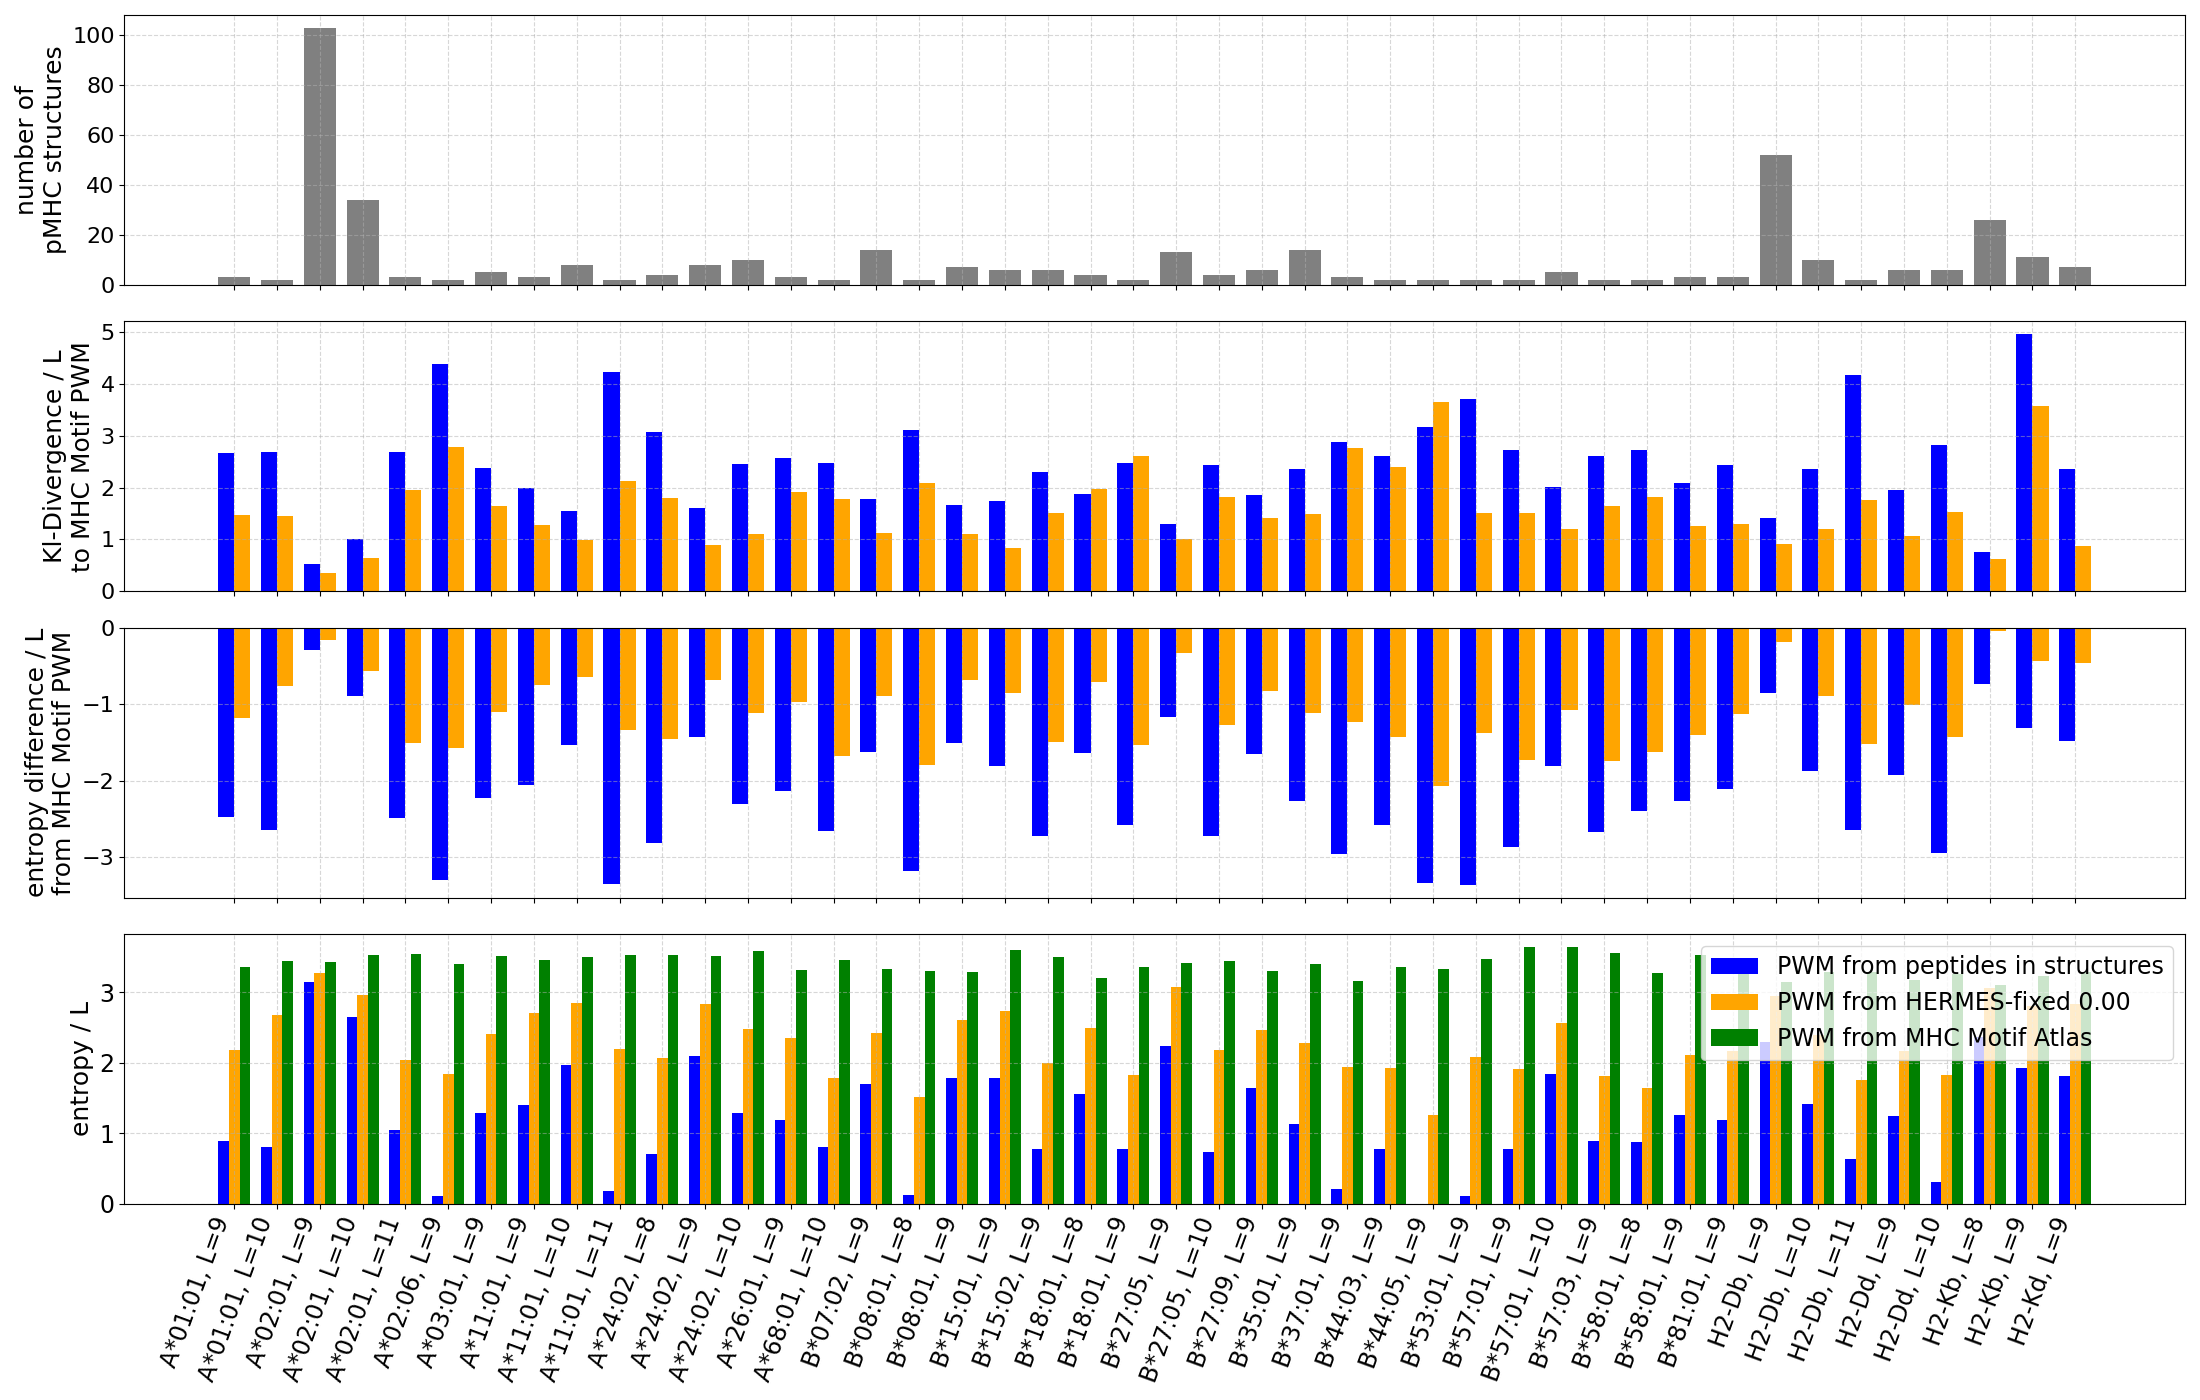 number of
pMHC structures
100
80
60
40
20
0
Kl-Divergence / L
to MHC Motif PWM
5
4
3
2
1
0
entropy difference / L
from MHC Motif PWM
0
−1
−2
−3
entropy / L
3
2
1
0
PWM from peptides in structures
PWM from HERMES-fixed 0.00
PWM from MHC Motif Atlas
A*01:01, L=9
A*01:01, L=10
A*02:01, L=9
A*02:01, L=10
A*02:01, L=11
A*02:06, L=9
A*03:01, L=9
A*11:01, L=9
A*11:01, L=10
A*11:01, L=11
A*24:02, L=8
A*24:02, L=9
A*24:02, L=10
A*26:01, L=9
A*68:01, L=10
B*07:02, L=9
B*08:01, L=8
B*08:01, L=9
B*15:01, L=9
B*15:02, L=9
B*18:01, L=8
B*18:01, L=9
B*27:05, L=9
B*27:05, L=10
B*27:09, L=9
B*35:01, L=9
B*37:01, L=9
B*44:03, L=9
B*44:05, L=9
B*53:01, L=9
B*57:01, L=9
B*57:01, L=10
B*57:03, L=9
B*58:01, L=8
B*58:01, L=9
B*81:01, L=9
H2-Db, L=9
H2-Db, L=10
H2-Db, L=11
H2-Dd, L=9
H2-Dd, L=10
H2-Kb, L=8
H2-Kb, L=9
H2-Kd, L=9